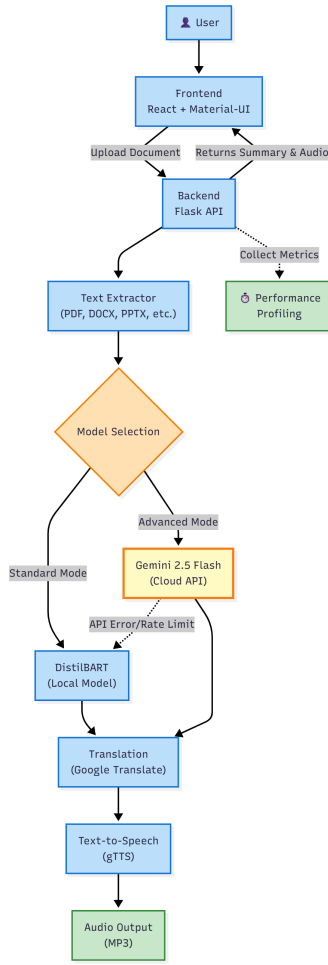 👤 User
Frontend
React + Material-UI
Upload Document
Returns Summary & Audio
Backend
Flask API
Collect Metrics
Text Extractor
(PDF, DOCX, PPTX, etc.)
⏱ Performance
Profiling
Model Selection
Advanced Mode
Gemini 2.5 Flash
(Cloud API)
Standard Mode
API Error/Rate Limit
DistilBART
(Local Model)
Translation
(Google Translate)
Text-to-Speech
(gTTS)
Audio Output
(MP3)